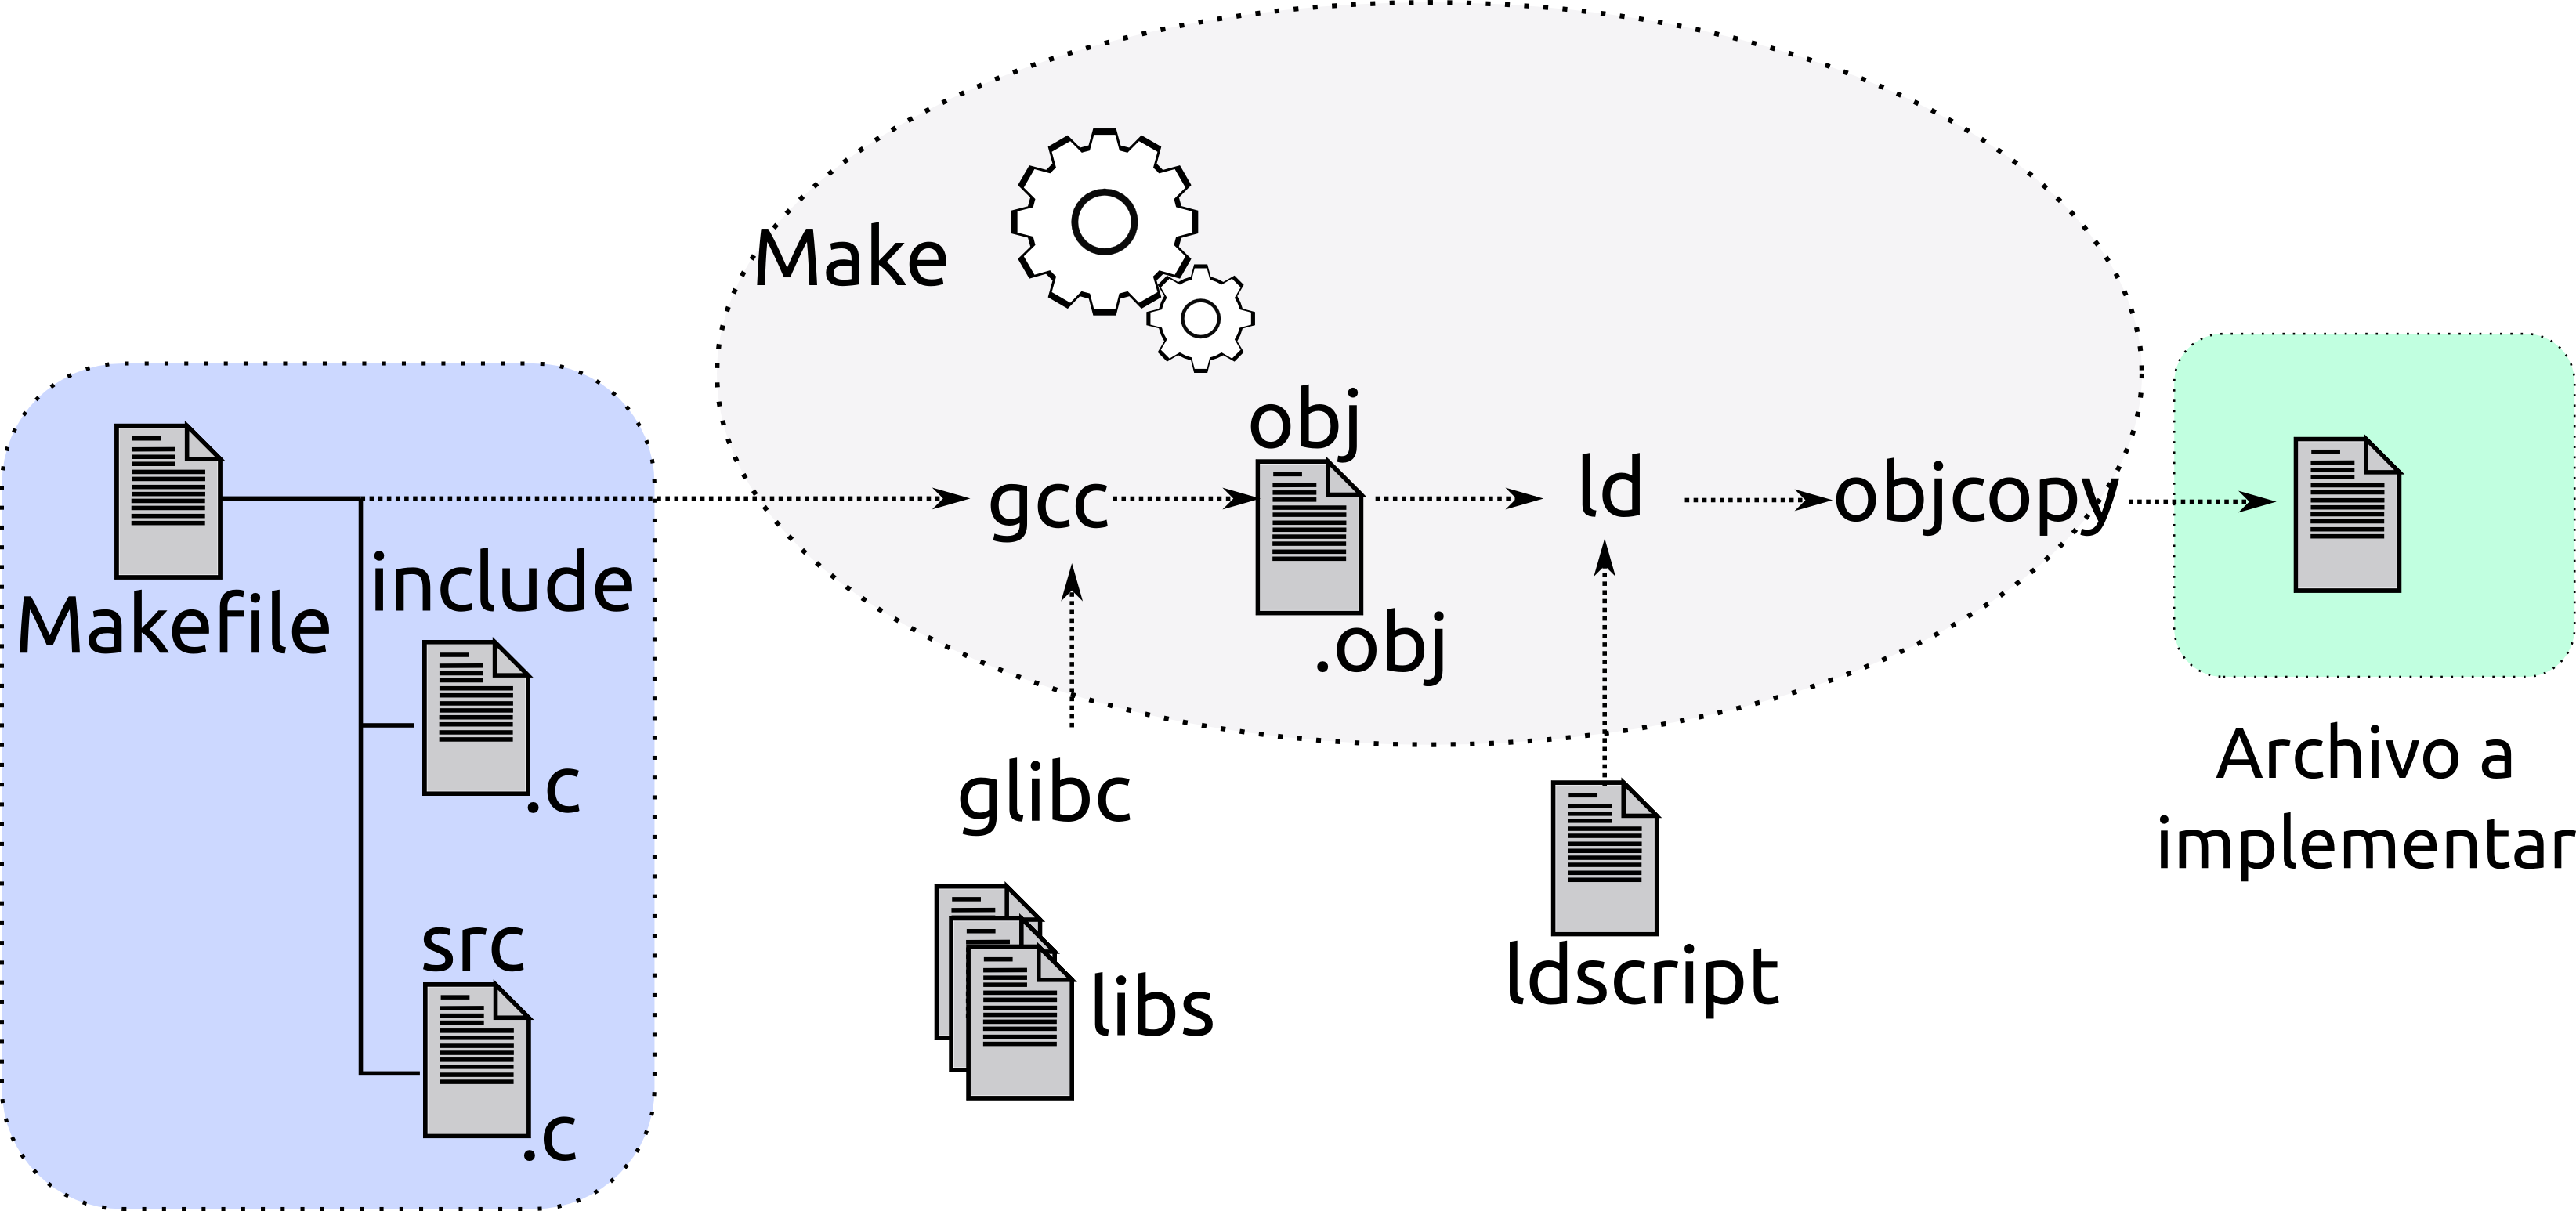 Make
Makefile
include
.c
src
.c
gcc
obj
.obj
ld
objcopy
glibc
libs
ldscript
Archivo a
implementar